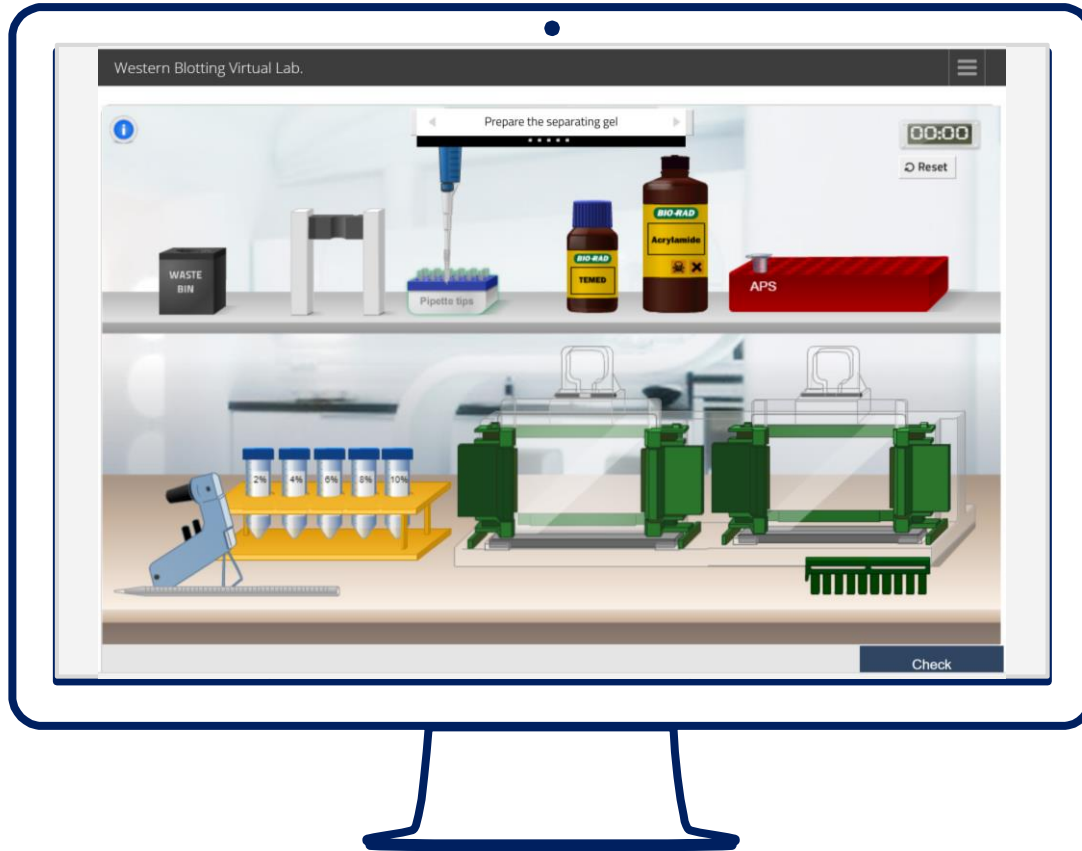 Western Blotting Virtual Lab.
Prepare the separating gel
00:00
Reset
WASTE
BIN
Pipette tips
BIO-RAD
TEMED
BIO-RAD
Acrylamide
APS
2% 4% 6% 8% 10%
Check